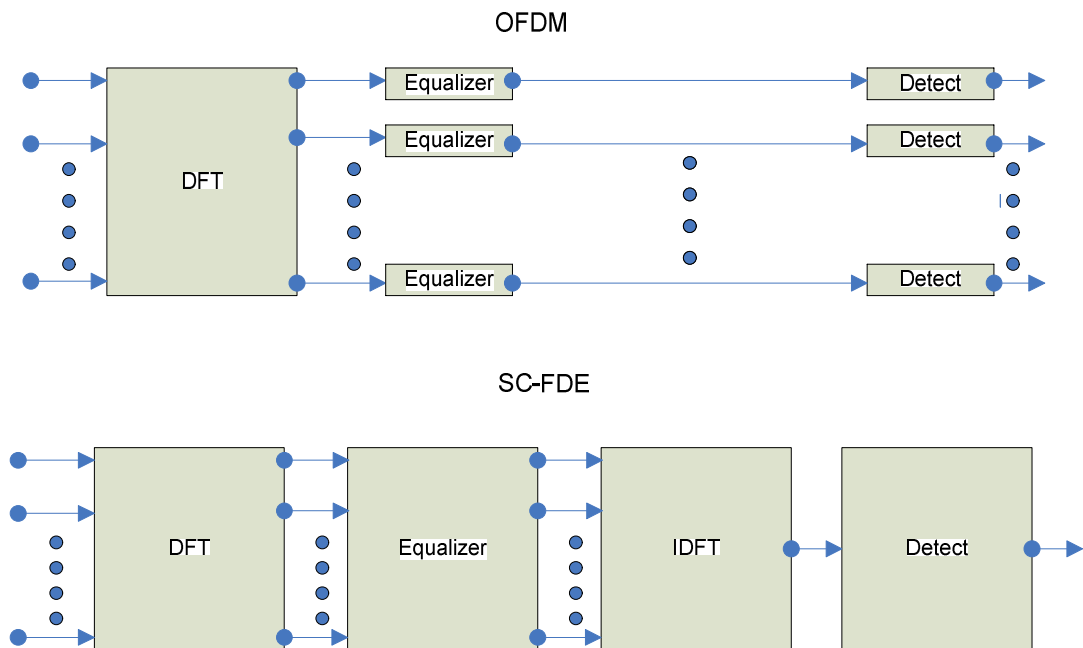 OFDM
Equalizer
Detect
Equalizer
Detect
DFT
Equalizer
Detect
SC-FDE
DFT
Equalizer
IDFT
Detect